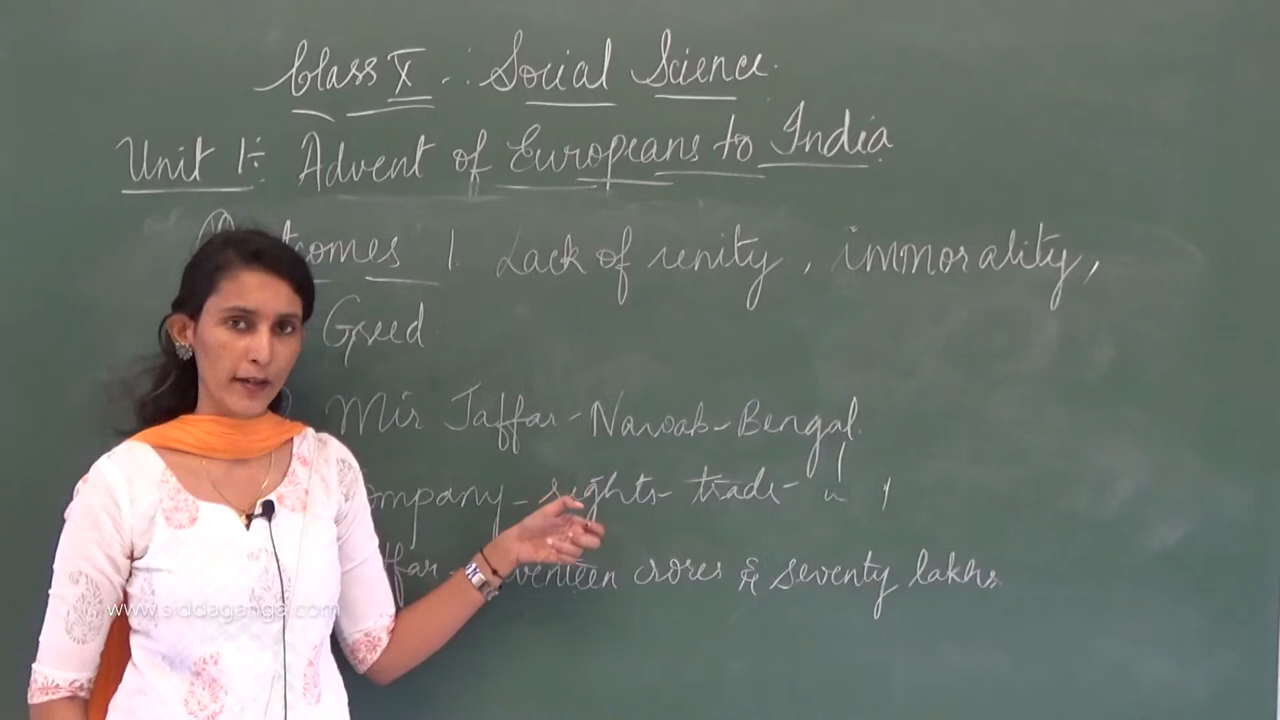 Class X .∴ Social Science.
Unit 1:- Advent of Europeans to India
Outcomes 1. Lack of unity, immorality,
Greed
Mir Jaffar - Nawab - Bengal.
Company - rights - trade - "
Jaffar - seventeen crores & seventy lakhs
www.siddaganga.com